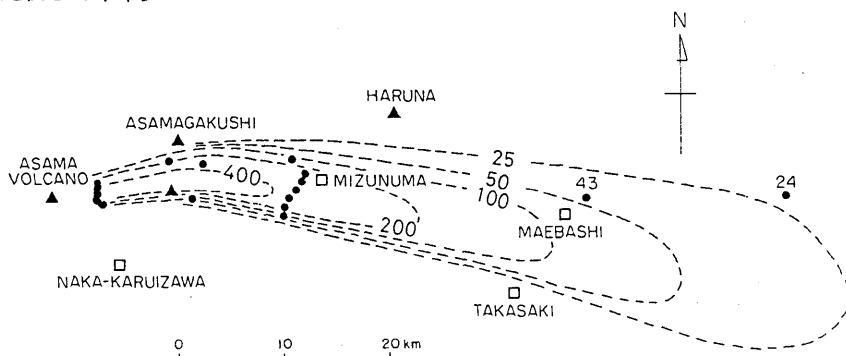 N
HARUNA
ASAMAGAKUSHI
ASAMA
VOLCANO
25
50
100
43
24
400
MIZUNUMA
200
MAEBASHI
NAKA-KARUIZAWA
TAKASAKI
0 10 20 km